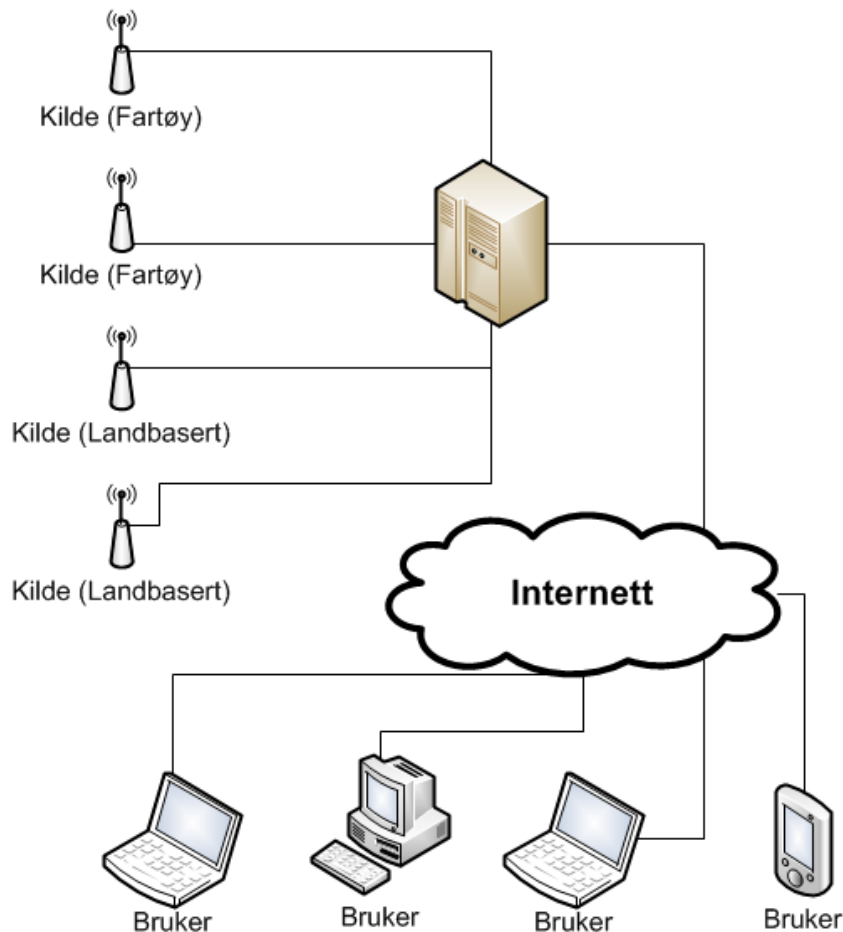 Kilde (Fartøy)
Kilde (Fartøy)
Kilde (Landbasert)
Kilde (Landbasert)
Internett
Bruker
Bruker
Bruker
Bruker